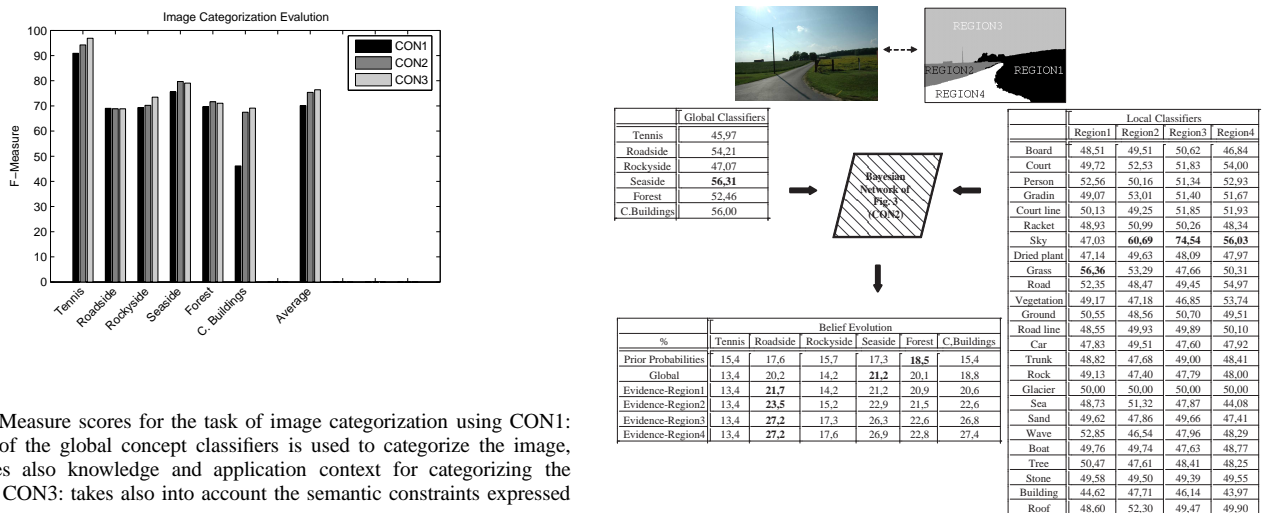 Image Categorization Evalution
100
90
80
70
60
50
40
30
20
10
0
F-Measure
CON1
CON2
CON3
Tennis
Roadside
Rockyside
Seaside
Forest
C. Buildings
Average
Measure scores for the task of image categorization using CON1:
of the global concept classifiers is used to categorize the image,
es also knowledge and application context for categorizing the
CON3: takes also into account the semantic constraints expressed
REGION3
REGION2
REGION1
REGION4
Global Classifiers
Tennis 45,97
Roadside 54,21
Rockyside 47,07
Seaside 56,31
Forest 52,46
C.Buildings 56,00
Bayesian
Network of
Fig. 3
(CON2)
Local Classifiers
Region1 Region2 Region3 Region4
Board 48,51 49,51 50,62 46,84
Court 49,72 52,53 51,83 54,00
Person 52,56 50,16 51,34 52,93
Gradin 49,07 53,01 51,40 51,67
Court line 50,13 49,25 51,85 51,93
Racket 48,93 50,99 50,26 48,34
Sky 47,03 60,69 74,54 56,03
Dried plant 47,14 49,63 48,09 47,97
Grass 56,36 53,29 47,66 50,31
Road 52,35 48,47 49,45 54,97
Vegetation 49,17 47,18 46,85 53,74
Ground 50,55 48,56 50,70 49,51
Road line 48,55 49,93 49,89 50,10
Car 47,83 49,51 47,60 47,92
Trunk 48,82 47,68 49,00 48,41
Rock 49,13 47,40 47,79 48,00
Glacier 50,00 50,00 50,00 50,00
Sea 48,73 51,32 47,87 44,08
Sand 49,62 47,86 49,66 47,41
Wave 52,85 46,54 47,96 48,29
Boat 49,76 49,74 47,63 48,77
Tree 50,47 47,61 48,41 48,25
Stone 49,58 49,50 49,39 49,55
Building 44,62 47,71 46,14 43,97
Roof 48,60 52,30 49,47 49,90
Belief Evolution
% Tennis Roadside Rockyside Seaside Forest C,Buildings
Prior Probabilities 15,4 17,6 15,7 17,3 18,5 15,4
Global 13,4 20,2 14,2 21,2 20,1 18,8
Evidence-Region1 13,4 21,7 14,2 21,2 20,9 20,6
Evidence-Region2 13,4 23,5 15,2 22,9 21,5 22,6
Evidence-Region3 13,4 27,2 17,3 26,3 22,6 26,8
Evidence-Region4 13,4 27,2 17,6 26,9 22,8 27,4